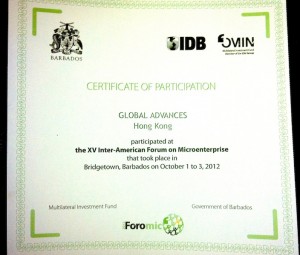 BARBADOS
IDB
FOMIN
CERTIFICATE OF PARTICIPATION
GLOBAL ADVANCES
Hong Kong
participated at
the XV Inter-American Forum on Microenterprise
that took place in
Bridgetown, Barbados on October 1 to 3, 2012
Multilateral Investment Fund
Government of Barbados
Foromic